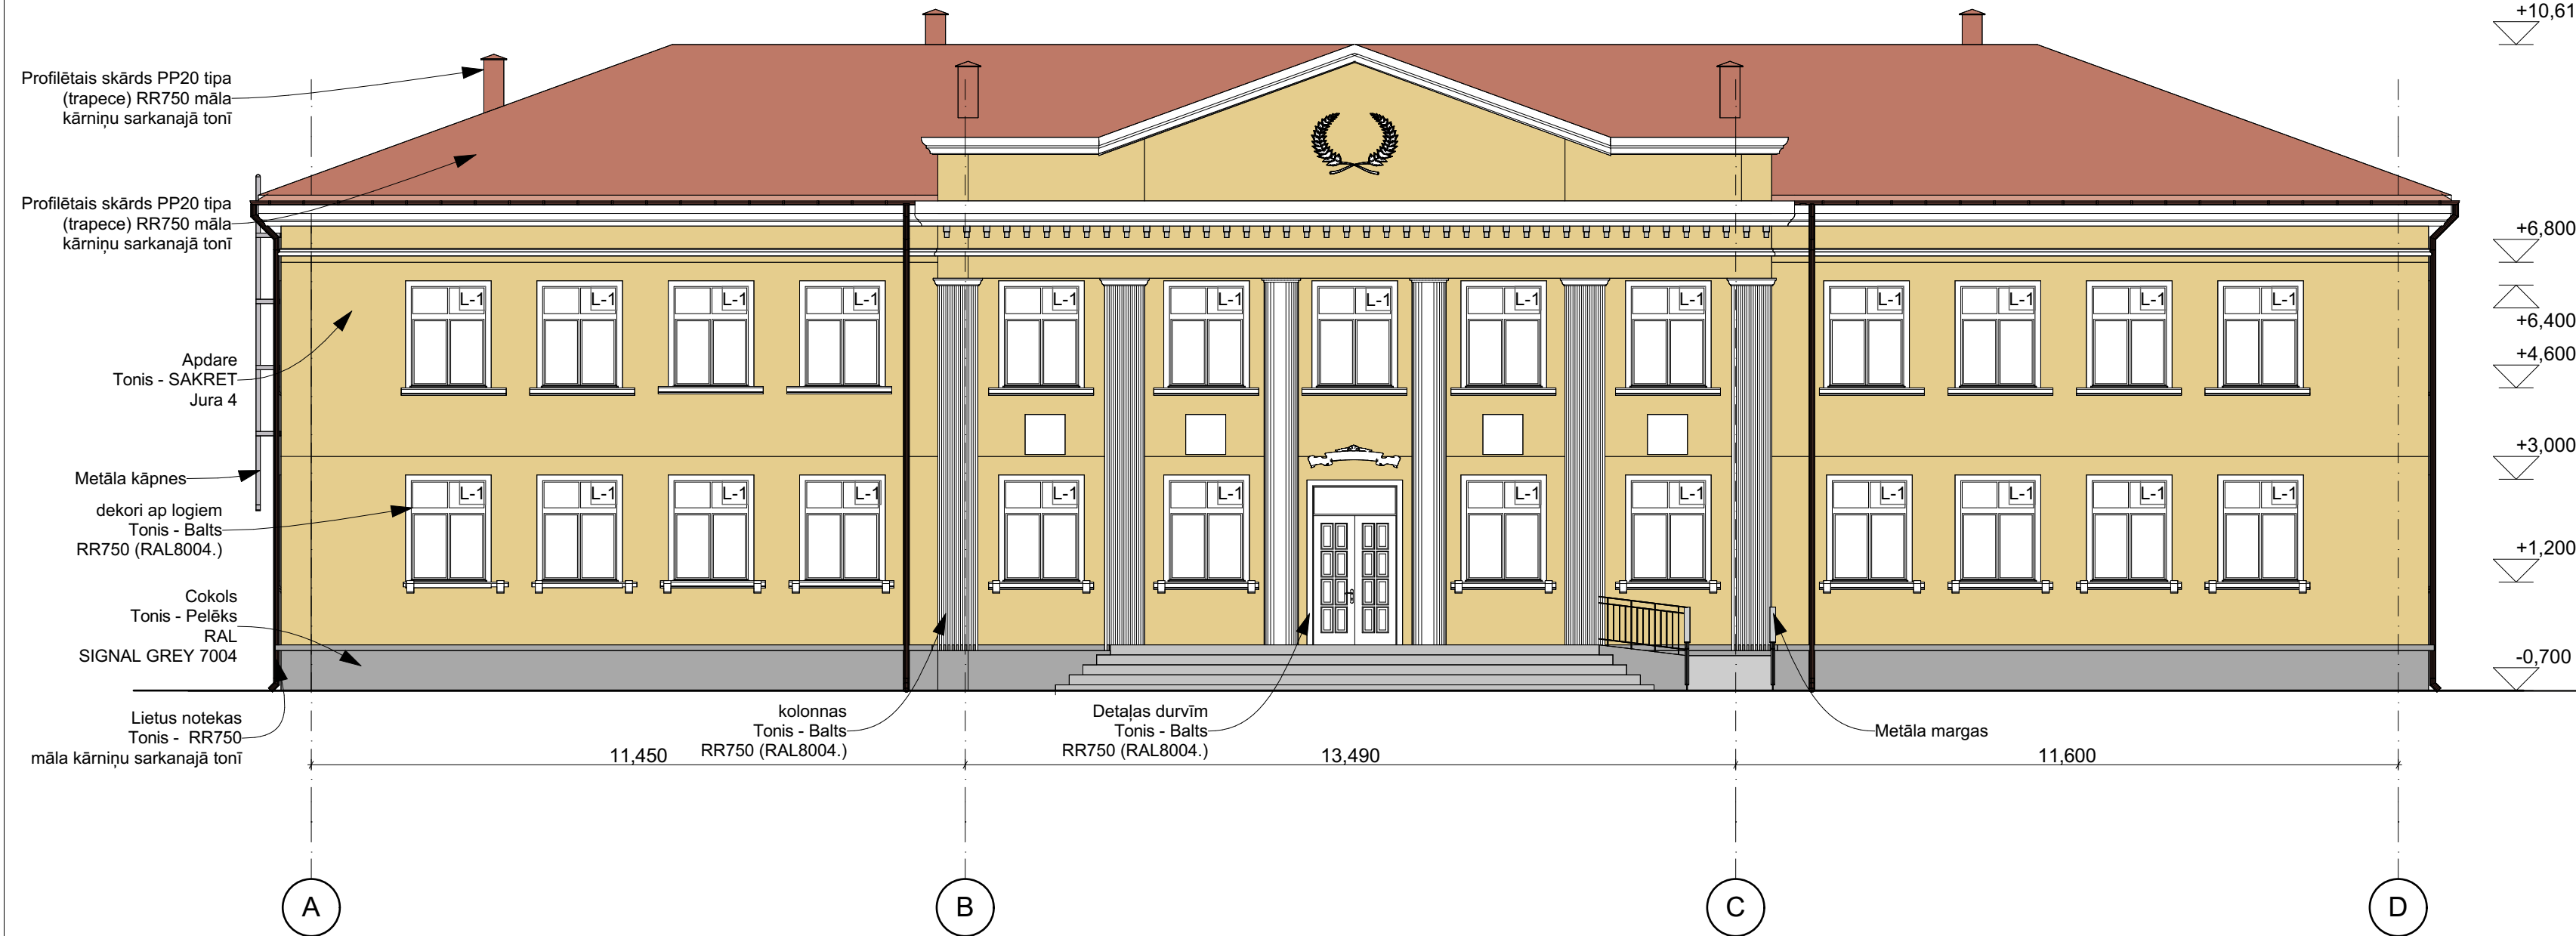 Profilētais skārds PP20 tipa
(trapece) RR750 māla
kārniņu sarkanajā tonī
Profilētais skārds PP20 tipa
(trapece) RR750 māla
kārniņu sarkanajā tonī
Apdare
Tonis - SAKRET
Jura 4
Metāla kāpnes
dekori ap logiem
Tonis - Balts
RR750 (RAL8004.)
Cokols
Tonis - Pelēks
RAL
SIGNAL GREY 7004
Lietus notekas
Tonis - RR750
māla kārniņu sarkanajā tonī
L-1 L-1 L-1 L-1 L-1 L-1 L-1 L-1 L-1 L-1 L-1 L-1 L-1
L-1 L-1 L-1 L-1 L-1 L-1 L-1 L-1 L-1 L-1 L-1 L-1
kolonnas
Tonis - Balts
RR750 (RAL8004.)
Detaļas durvīm
Tonis - Balts
RR750 (RAL8004.)
Metāla margas
11,450
13,490
11,600
A
B
C
D
+10,61
+6,800
+6,400
+4,600
+3,000
+1,200
-0,700